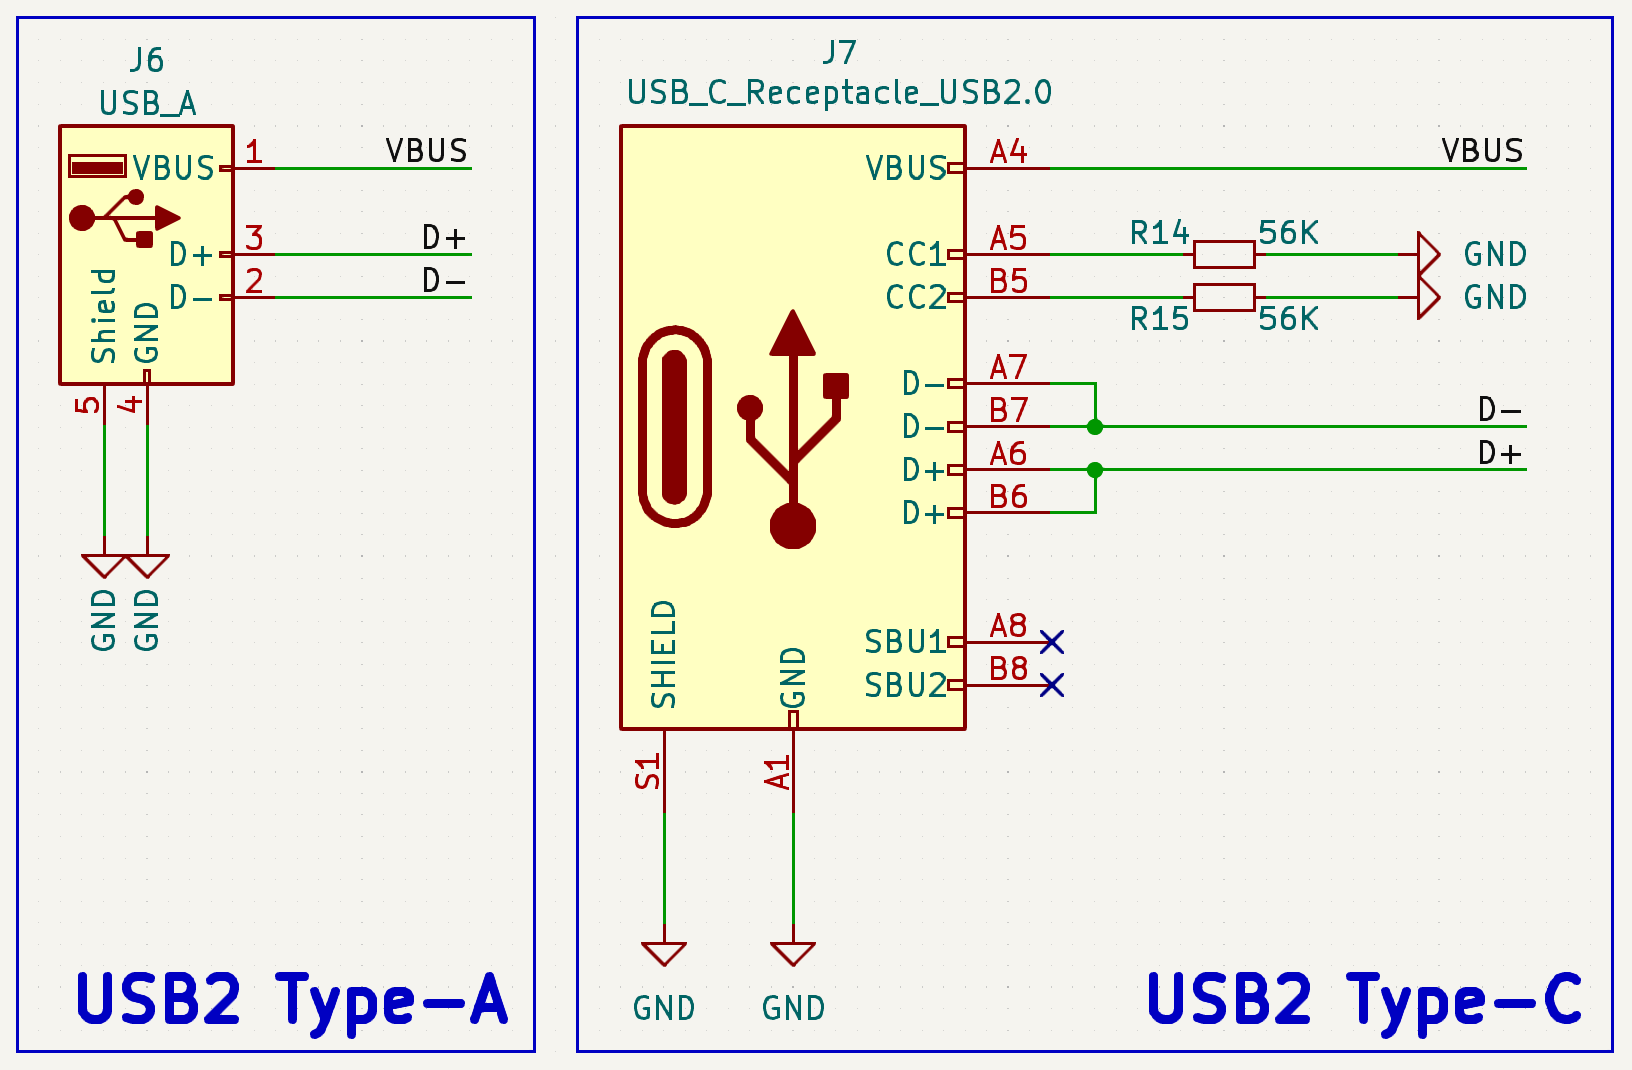 J6
USB_A
VBUS
1
VBUS
D+
3
D+
D-
2
D-
Shield
GND
5
4
GND
GND
USB2 Type-A
J7
USB_C_Receptacle_USB2.0
VBUS
A4
VBUS
CC1
A5
R14
56K
GND
CC2
B5
R15
56K
GND
D-
A7
D-
B7
D-
D+
A6
D+
D+
B6
SBU1
A8
SBU2
B8
SHIELD
GND
S1
A1
GND
GND
USB2 Type-C